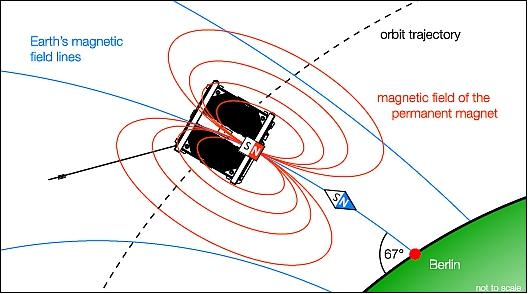 Earth's magnetic
field lines
orbit trajectory
magnetic field of the
permanent magnet
S N
S N
67°
Berlin
not to scale